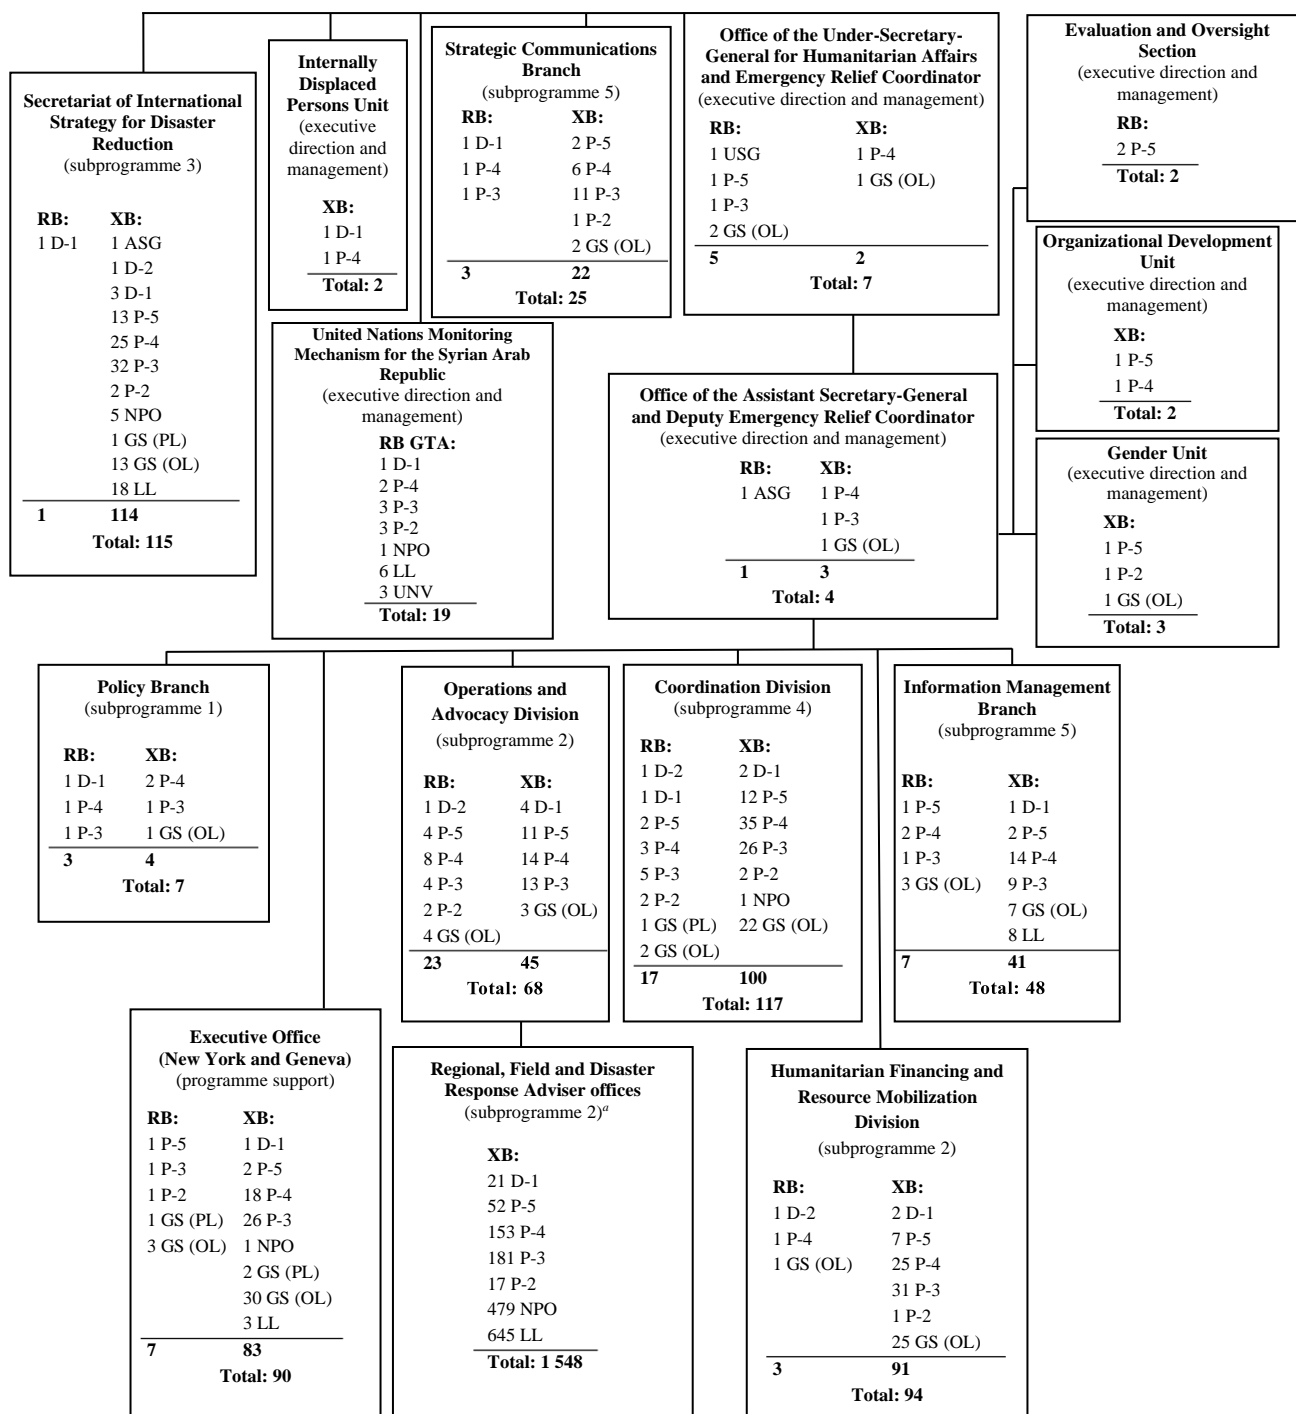 Secretariat of International
Strategy for Disaster
Reduction
(subprogramme 3)
RB: XB:
1 D-1 1 ASG
1 D-2
3 D-1
13 P-5
25 P-4
32 P-3
2 P-2
5 NPO
1 GS (PL)
13 GS (OL)
18 LL
1 114
Total: 115
Internally
Displaced
Persons Unit
(executive
direction and
management)
XB:
1 D-1
1 P-4
Total: 2
Strategic Communications
Branch
(subprogramme 5)
RB: XB:
1 D-1 2 P-5
1 P-4 6 P-4
1 P-3 11 P-3
1 P-2
2 GS (OL)
3 22
Total: 25
Office of the Under-Secretary-
General for Humanitarian Affairs
and Emergency Relief Coordinator
(executive direction and management)
RB: XB:
1 USG 1 P-4
1 P-5 1 GS (OL)
1 P-3
2 GS (OL)
5 2
Total: 7
Evaluation and Oversight
Section
(executive direction and
management)
RB:
2 P-5
Total: 2
Organizational Development
Unit
(executive direction and
management)
XB:
1 P-5
1 P-4
Total: 2
United Nations Monitoring
Mechanism for the Syrian Arab
Republic
(executive direction and
management)
RB GTA:
1 D-1
2 P-4
3 P-3
3 P-2
1 NPO
6 LL
3 UNV
Total: 19
Office of the Assistant Secretary-General
and Deputy Emergency Relief Coordinator
(executive direction and management)
RB: XB:
1 ASG 1 P-4
1 P-3
1 GS (OL)
1 3
Total: 4
Gender Unit
(executive direction and
management)
XB:
1 P-5
1 P-2
1 GS (OL)
Total: 3
Policy Branch
(subprogramme 1)
RB: XB:
1 D-1 2 P-4
1 P-4 1 P-3
1 P-3 1 GS (OL)
3 4
Total: 7
Operations and
Advocacy Division
(subprogramme 2)
RB: XB:
1 D-2 4 D-1
4 P-5 11 P-5
8 P-4 14 P-4
4 P-3 13 P-3
2 P-2 3 GS (OL)
4 GS (OL)
23 45
Total: 68
Coordination Division
(subprogramme 4)
RB: XB:
1 D-2 2 D-1
1 D-1 12 P-5
2 P-5 35 P-4
3 P-4 26 P-3
5 P-3 2 P-2
2 P-2 1 NPO
1 GS (PL) 22 GS (OL)
2 GS (OL)
17 100
Total: 117
Information Management
Branch
(subprogramme 5)
RB: XB:
1 P-5 1 D-1
2 P-4 2 P-5
1 P-3 14 P-4
3 GS (OL) 9 P-3
7 GS (OL)
8 LL
7 41
Total: 48
Executive Office
(New York and Geneva)
(programme support)
RB: XB:
1 P-5 1 D-1
1 P-3 2 P-5
1 P-2 18 P-4
1 GS (PL) 26 P-3
3 GS (OL) 1 NPO
2 GS (PL)
30 GS (OL)
3 LL
7 83
Total: 90
Regional, Field and Disaster
Response Adviser offices
(subprogramme 2)a
XB:
21 D-1
52 P-5
153 P-4
181 P-3
17 P-2
479 NPO
645 LL
Total: 1 548
Humanitarian Financing and
Resource Mobilization
Division
(subprogramme 2)
RB: XB:
1 D-2 2 D-1
1 P-4 7 P-5
1 GS (OL) 25 P-4
31 P-3
1 P-2
25 GS (OL)
3 91
Total: 94